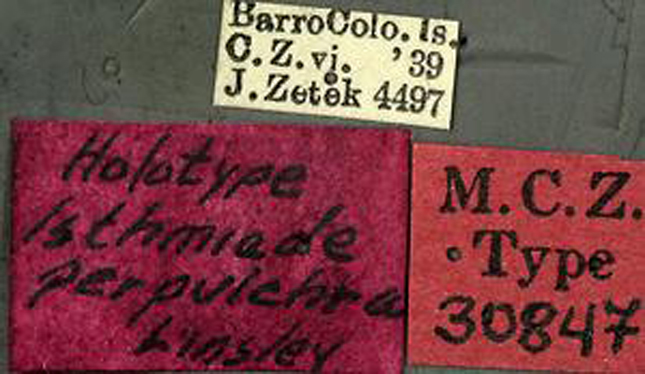 BarroColo. Is.
C. Z. vi. '39
J. Zetek 4497
Holotype
Isthmiade
perpulchra
Linsley
M. C. Z.
Type
30847